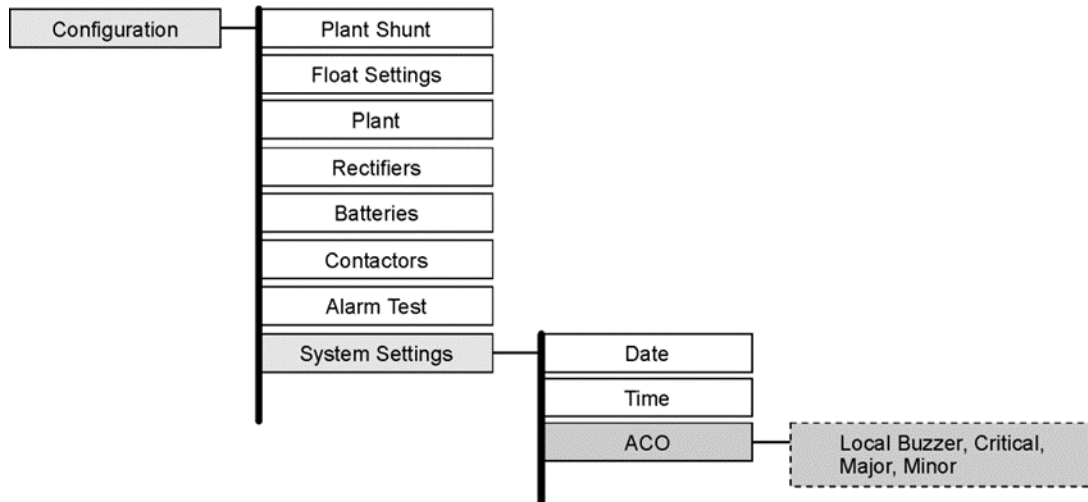 Configuration
Plant Shunt
Float Settings
Plant
Rectifiers
Batteries
Contactors
Alarm Test
System Settings
Date
Time
ACO
Local Buzzer, Critical,
Major, Minor